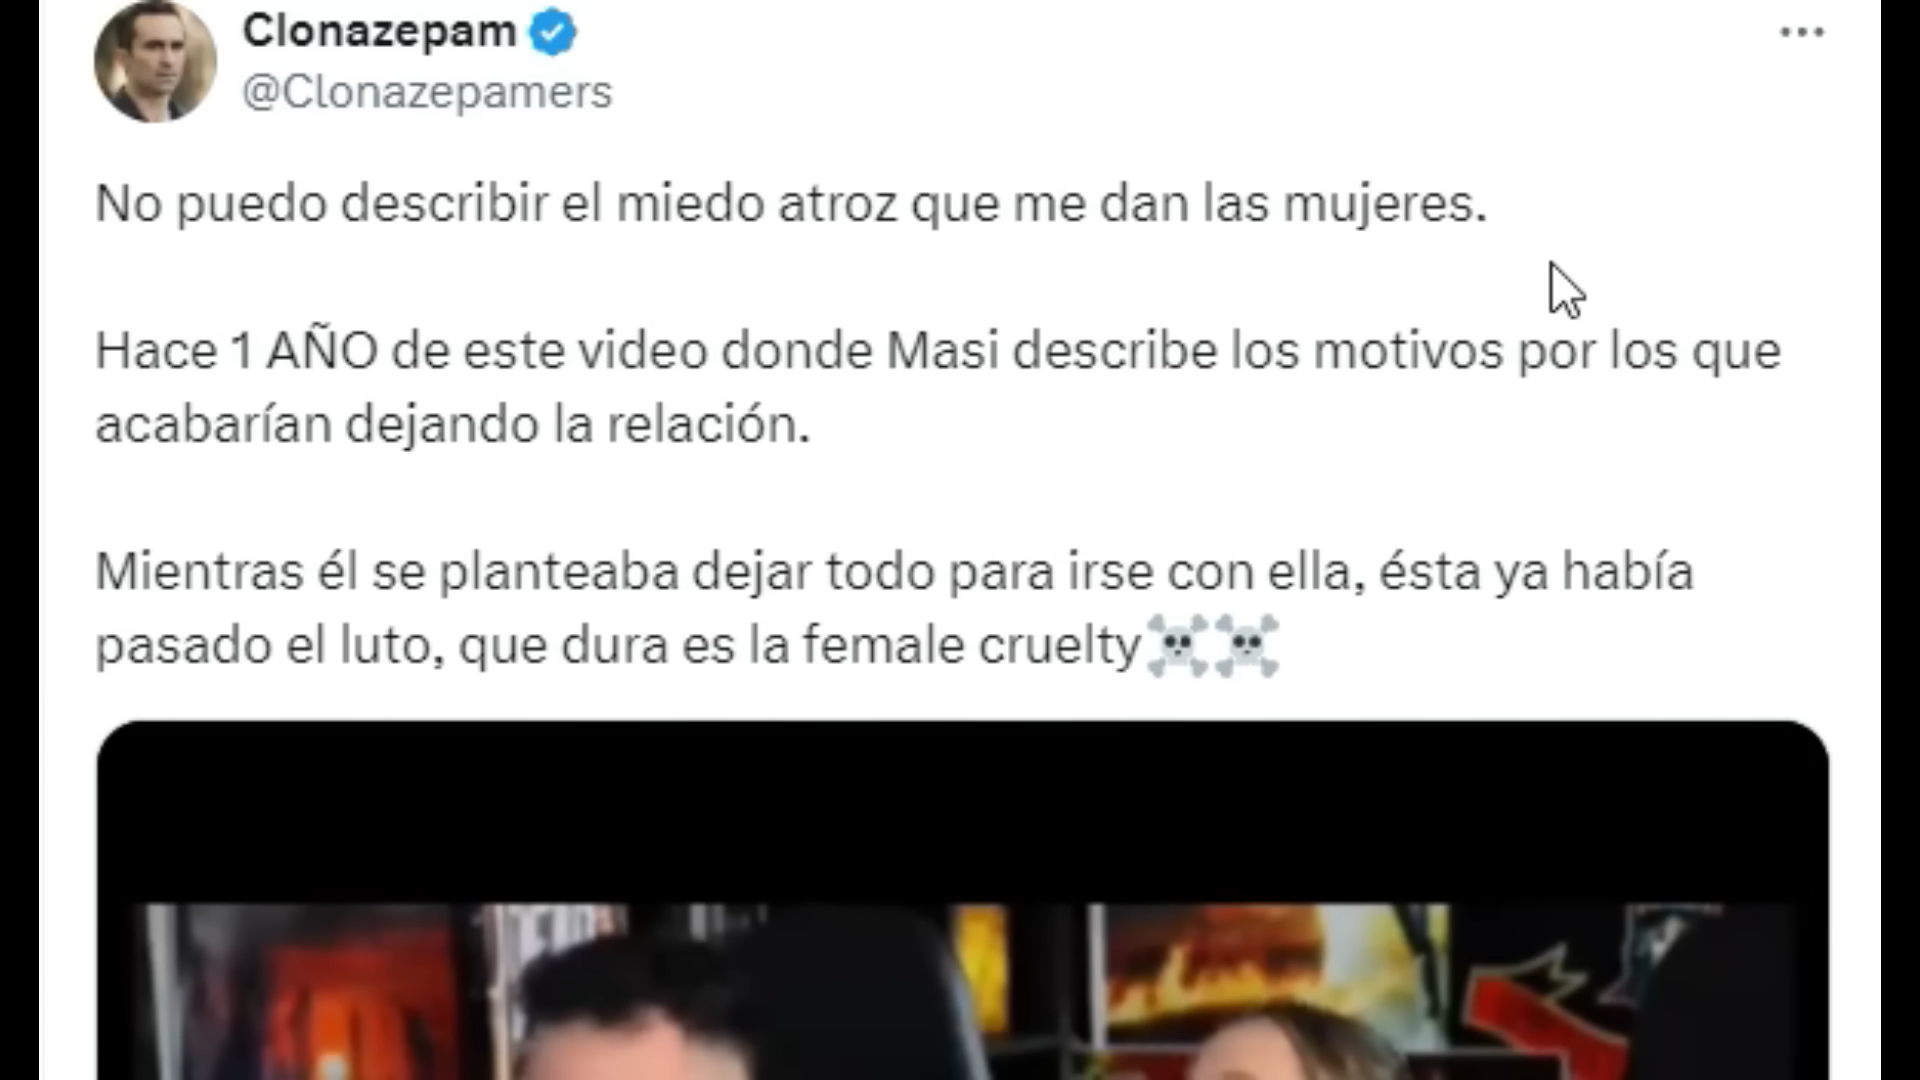 Clonazepam
@Clonazepamers
No puedo describir el miedo atroz que me dan las mujeres.
Hace 1 AÑO de este video donde Masi describe los motivos por los que
acabarían dejando la relación.
Mientras él se planteaba dejar todo para irse con ella, ésta ya había
pasado el luto, que dura es la female cruelty☠️☠️